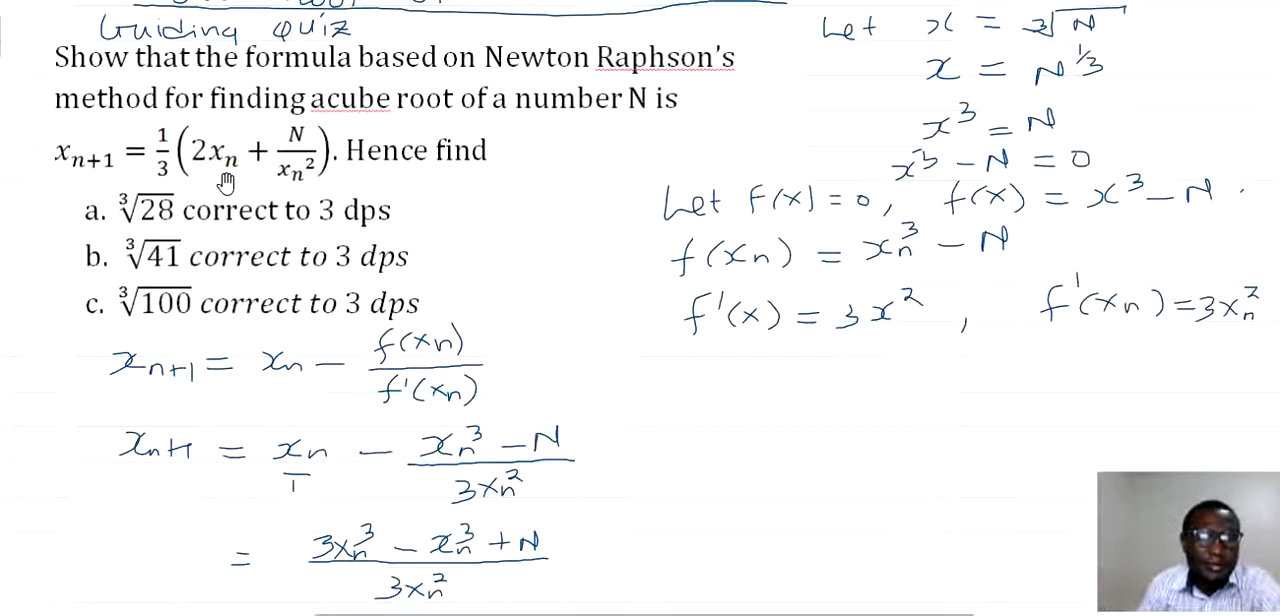 Guiding quiz
Show that the formula based on Newton Raphson's
method for finding acube root of a number N is
xₙ₊₁ = 1/3 (2xₙ + N/xₙ²). Hence find
a. ∛28 correct to 3 dps
b. ∛41 correct to 3 dps
c. ∛100 correct to 3 dps
xₙ₊₁ = xₙ − f(xₙ)/f'(xₙ)
xₙ₊₁ = xₙ/1 − (xₙ³ − N)/3xₙ²
= (3xₙ³ − xₙ³ + N)/3xₙ²
Let x = ∛N
x = N^1/3
x³ = N
x³ − N = 0
Let f(x) = 0, f(x) = x³ − N.
f(xₙ) = xₙ³ − N
f'(x) = 3x², f'(xₙ) = 3xₙ²